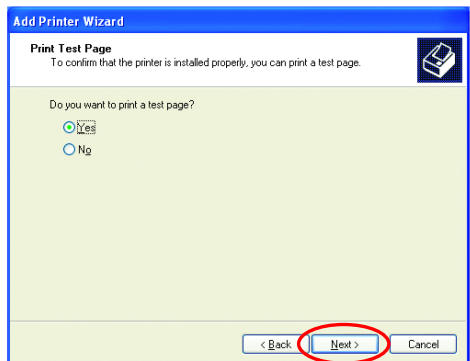 Add Printer Wizard
Print Test Page
To confirm that the printer is installed properly, you can print a test page.
Do you want to print a test page?
Yes
No
< Back
Next >
Cancel